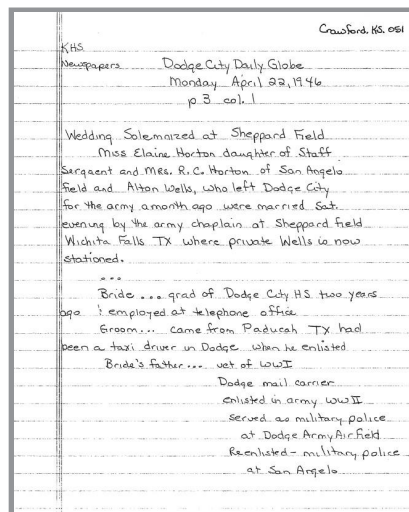 Crawford. KS. 051
KHS
Newspapers Dodge City Daily Globe
Monday April 22, 1946
p 3 col. 1
Wedding Solemnized at Sheppard Field
Miss Elaine Horton daughter of Staff
Sergaent and Mrs. R. C. Horton of San Angelo
field and Alton Wells, who left Dodge City
for the army a month ago were married Sat.
evening by the army chaplain at Sheppard field
Wichita Falls TX where private Wells is now
stationed.
...
Bride ... grad of Dodge City HS two years
ago & employed at telephone office
Groom... came from Paducah TX had
been a taxi driver in Dodge when he enlisted
Bride's father... vet of WWI
Dodge mail carrier
enlisted in army WWII
served as military police
at Dodge Army Air Field
Reenlisted - military police
at San Angelo